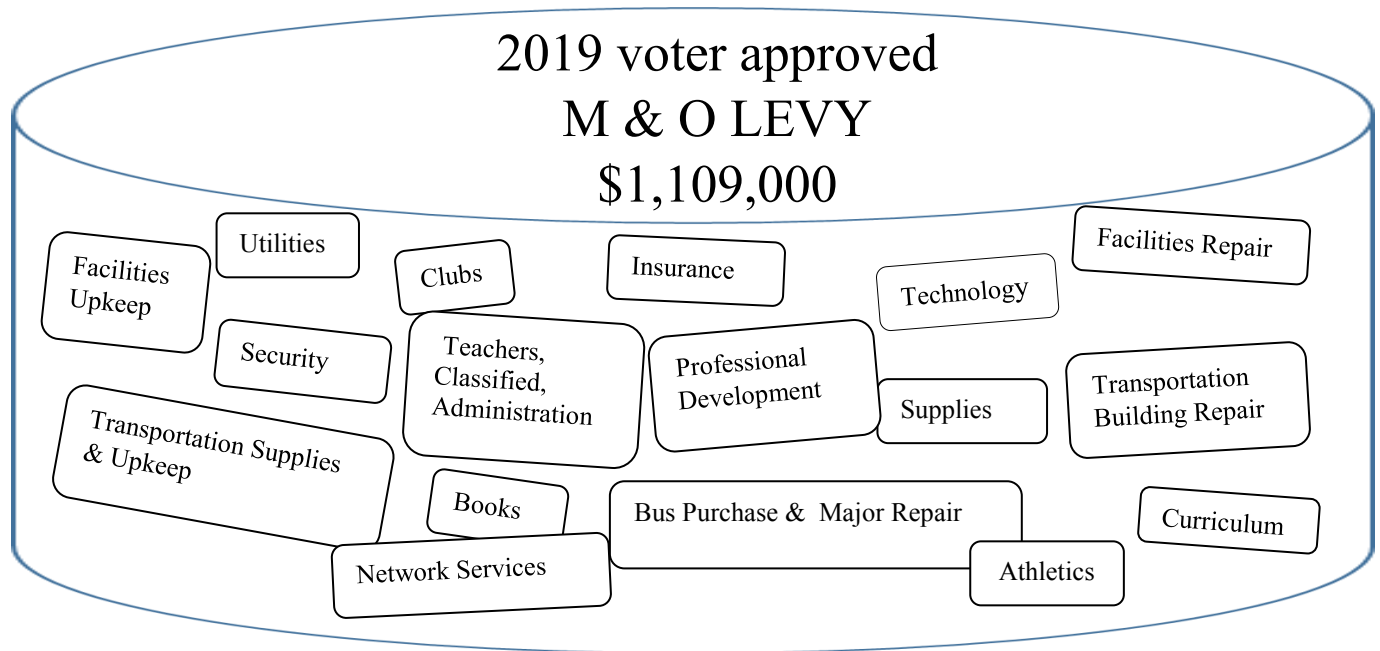 2019 voter approved
M & O LEVY
$1,109,000
Facilities
Upkeep
Utilities
Clubs
Insurance
Technology
Facilities Repair
Security
Teachers,
Classified,
Administration
Professional
Development
Supplies
Transportation
Building Repair
Transportation Supplies
& Upkeep
Books
Bus Purchase & Major Repair
Curriculum
Network Services
Athletics